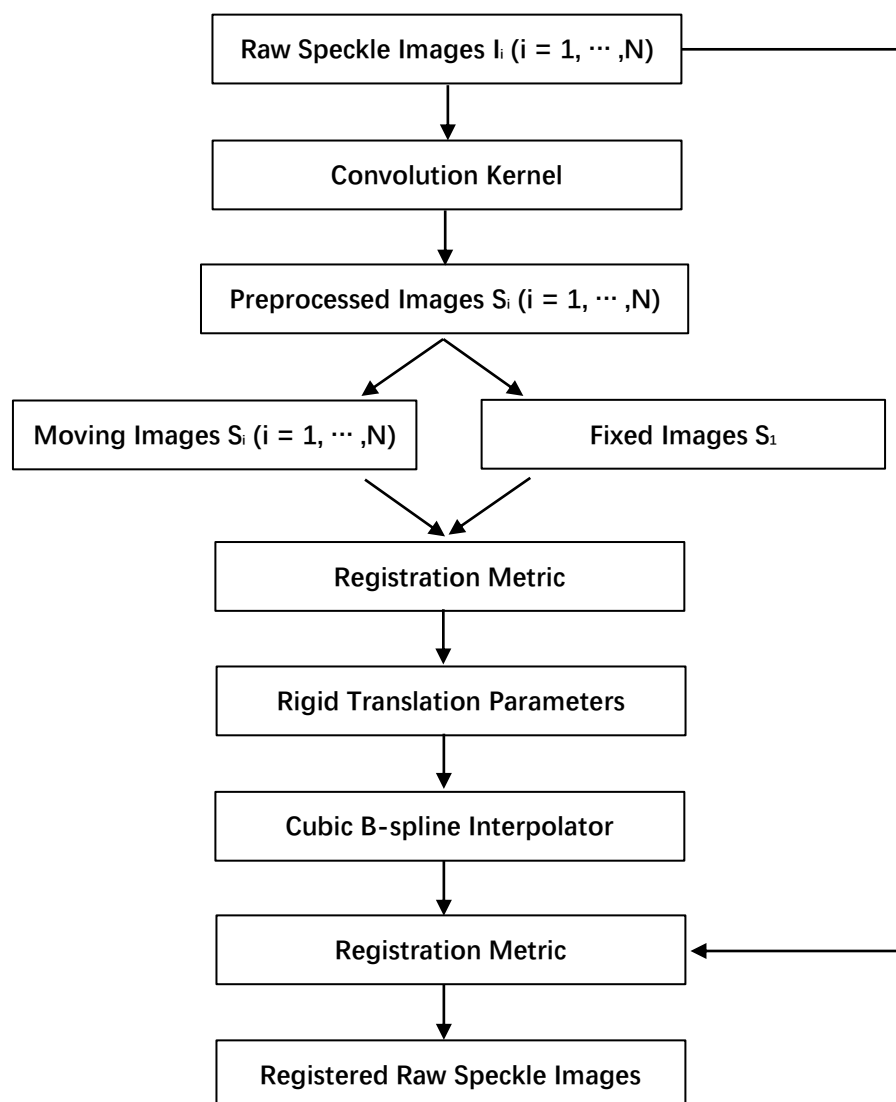 Raw Speckle Images Iᵢ (i = 1, ··· ,N)
Convolution Kernel
Preprocessed Images Sᵢ (i = 1, ··· ,N)
Moving Images Sᵢ (i = 1, ··· ,N)
Fixed Images S₁
Registration Metric
Rigid Translation Parameters
Cubic B-spline Interpolator
Registration Metric
Registered Raw Speckle Images